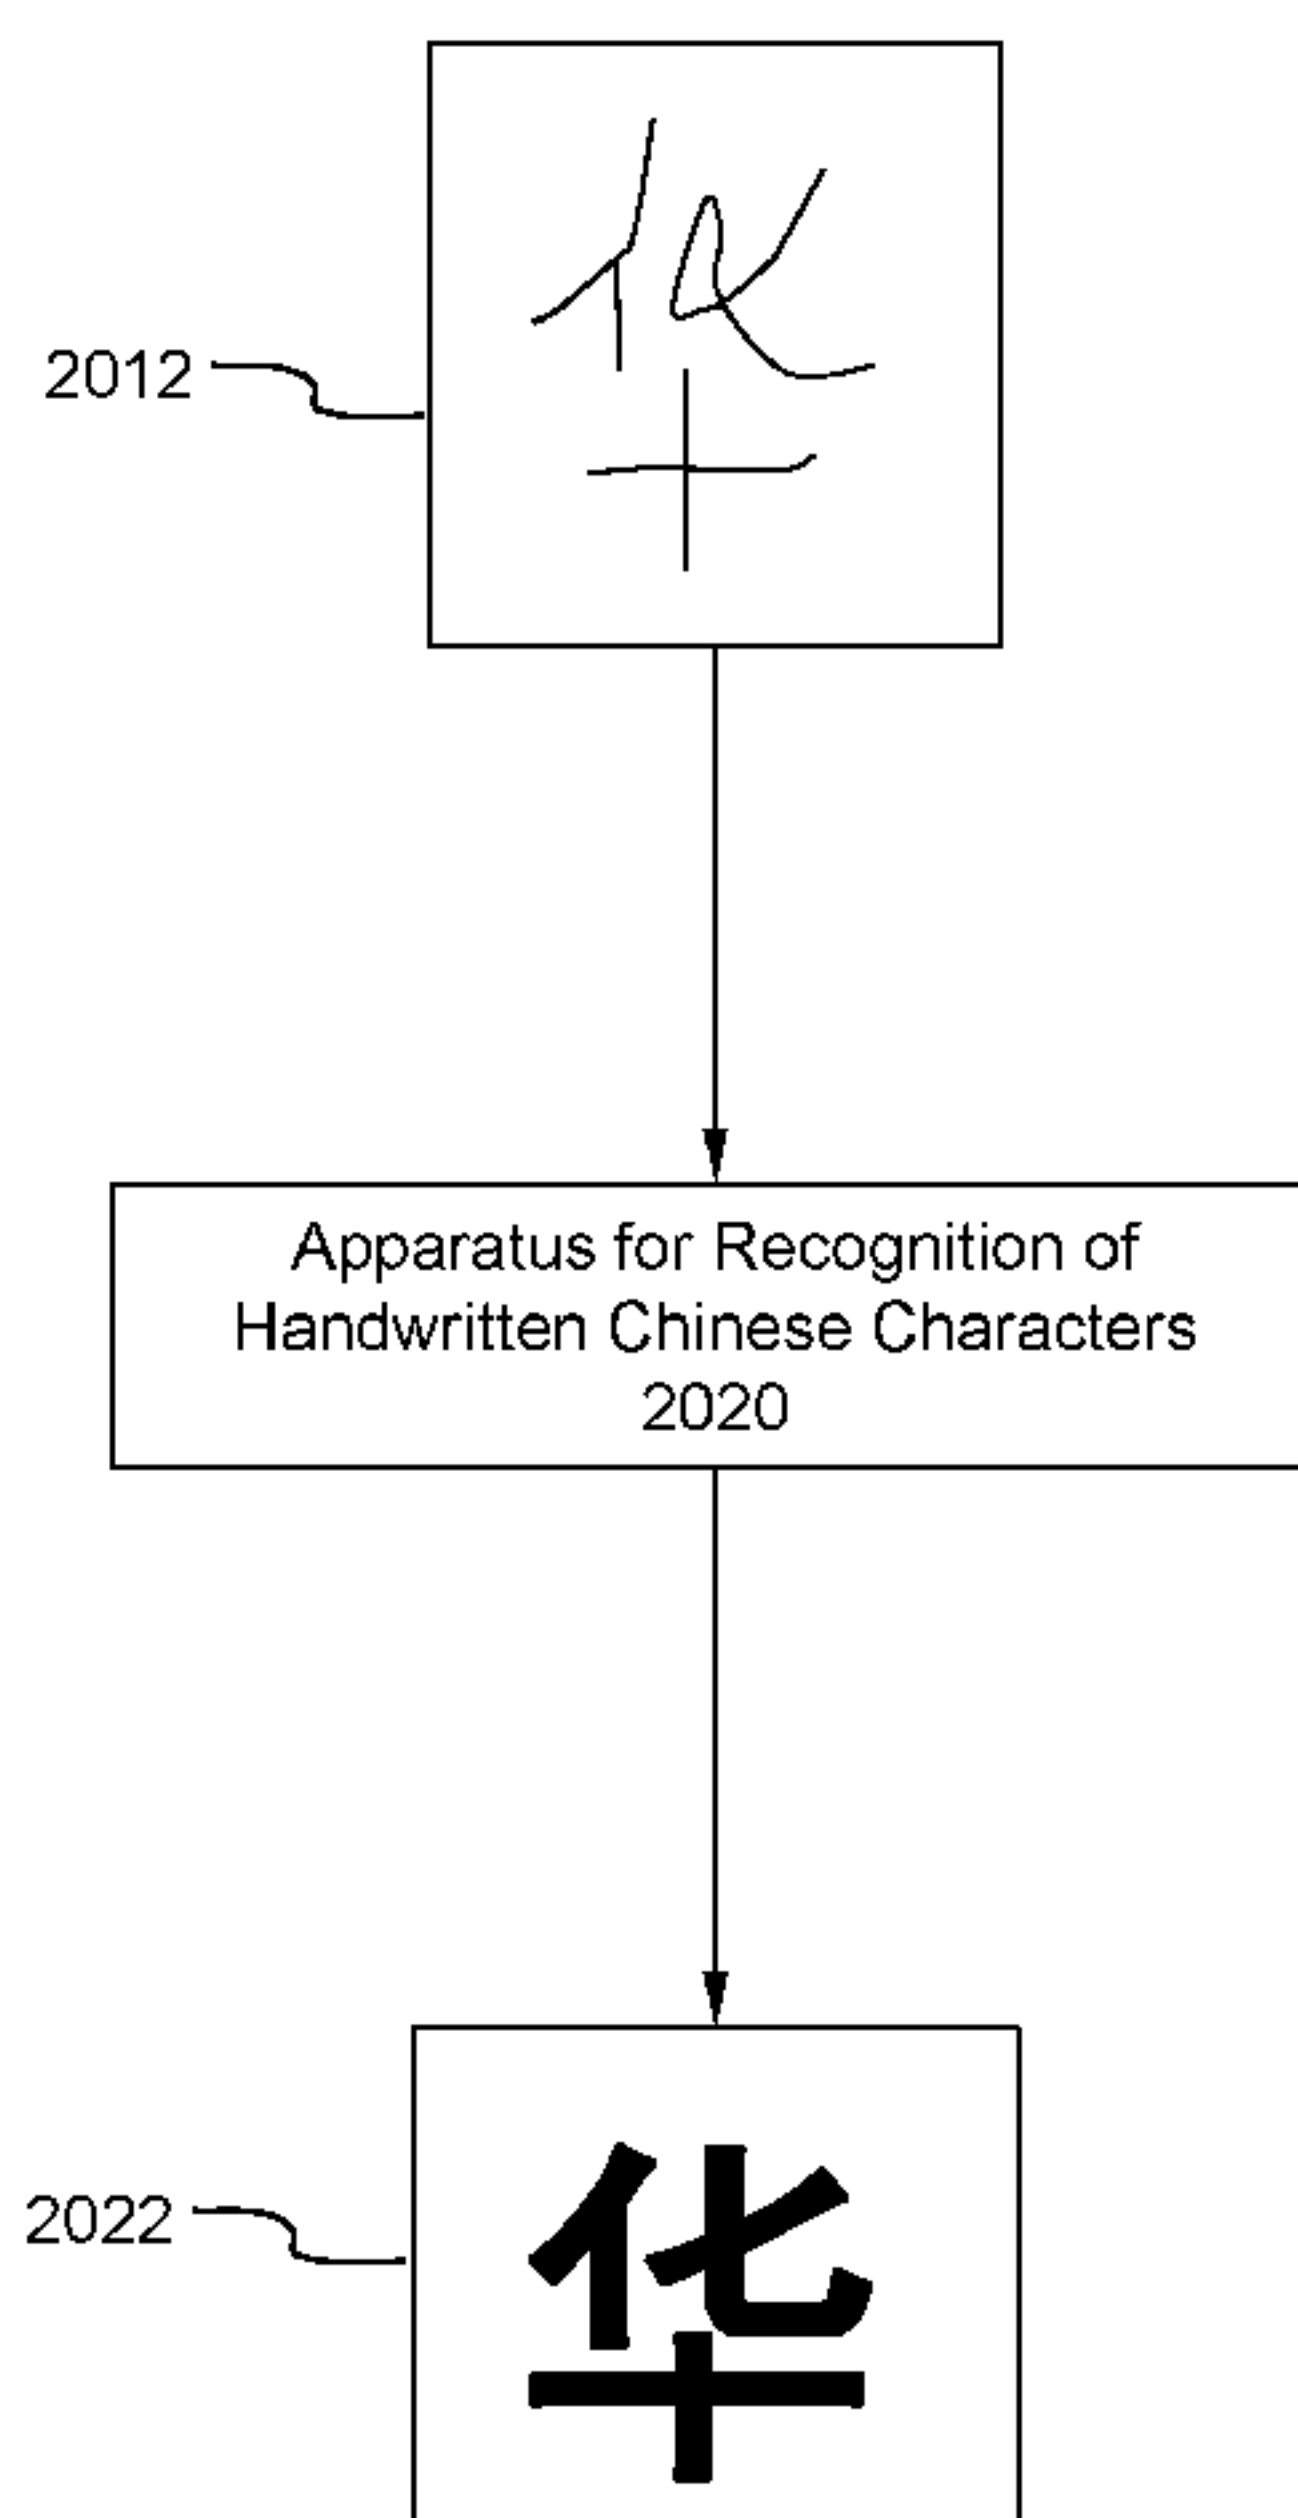 华
2012
Apparatus for Recognition of
Handwritten Chinese Characters
2020
2022
华